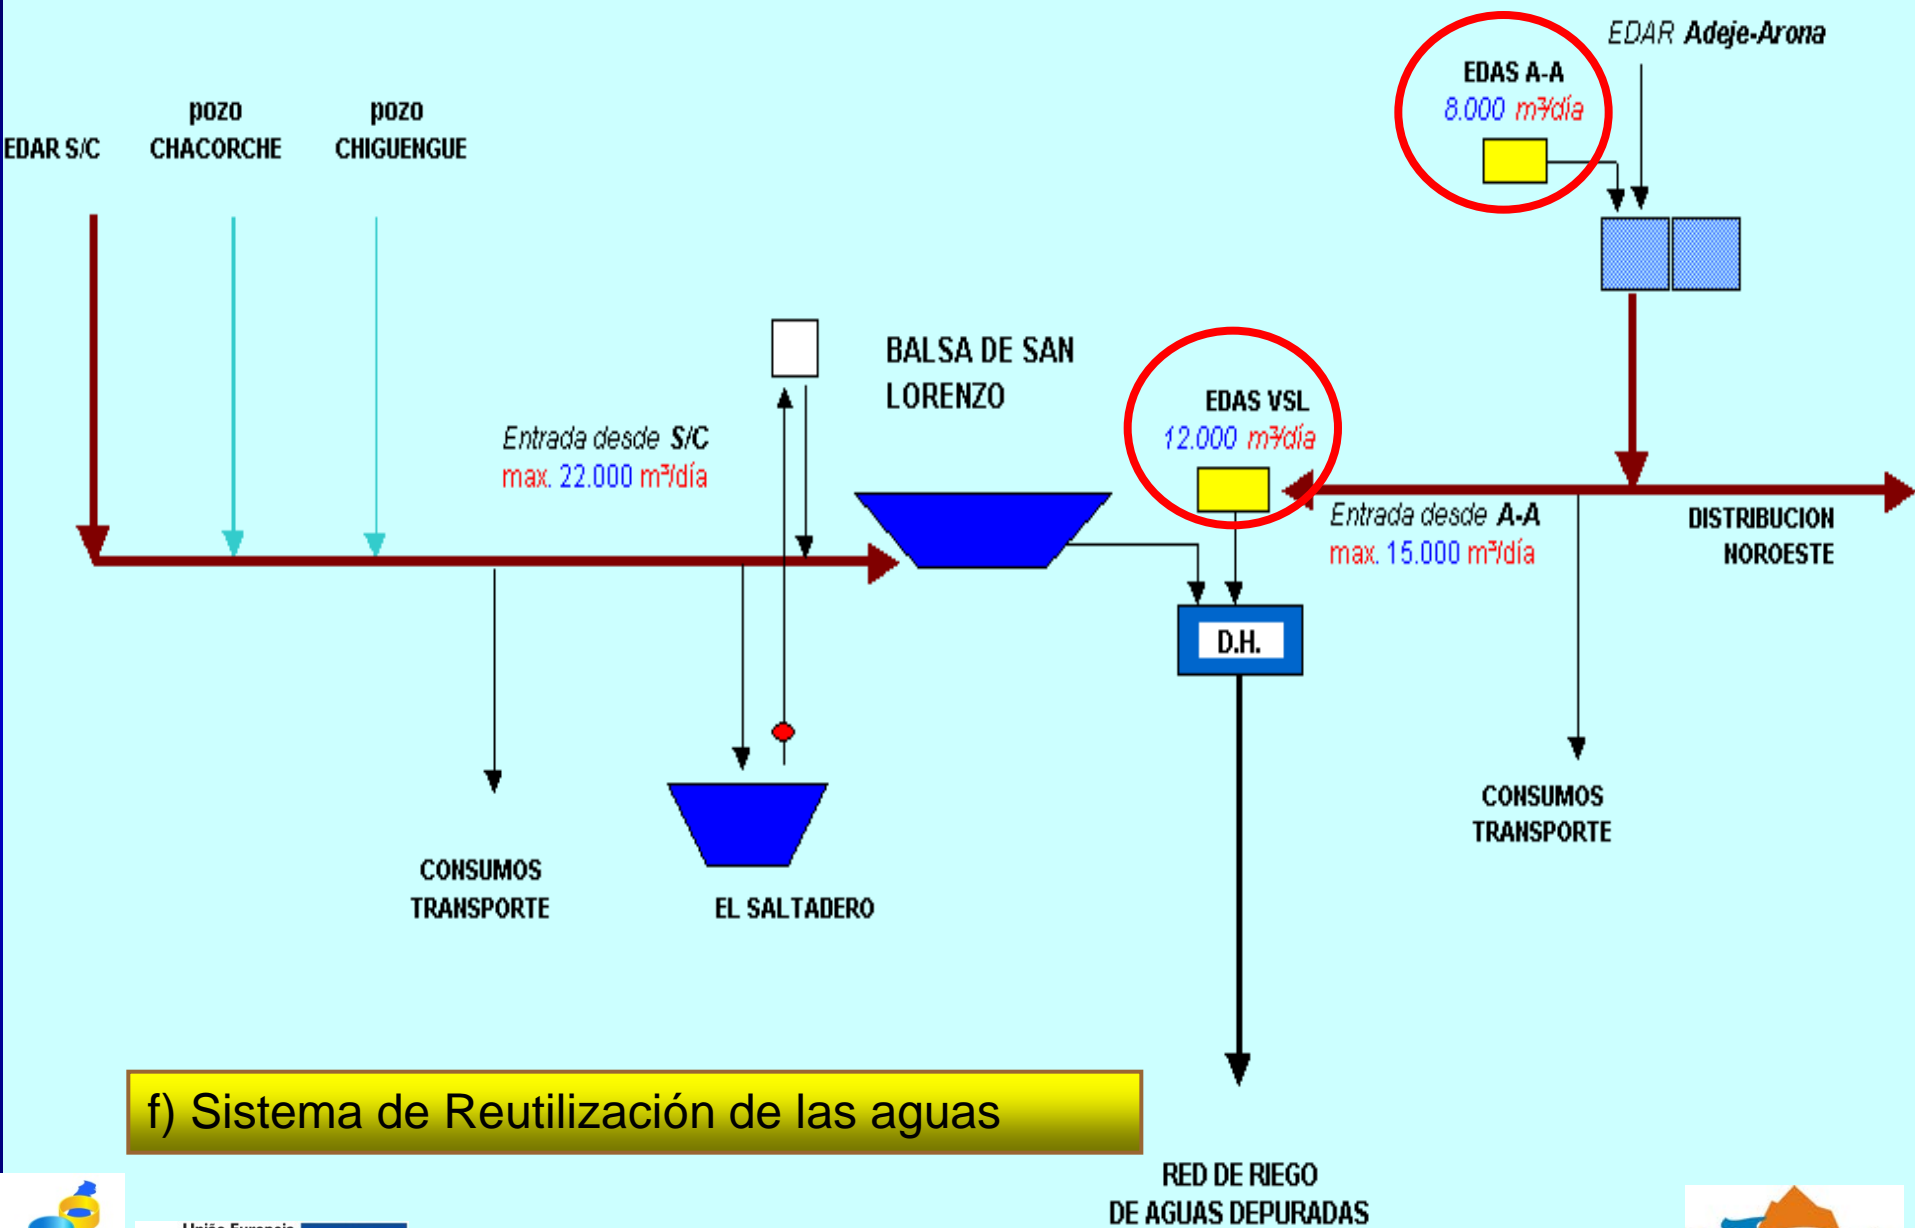 EDAR Adeje-Arona
EDAS A-A
8.000 m³/día
pozo
CHACORCHE
pozo
CHIGUENGUE
EDAR S/C
BALSA DE SAN
LORENZO
EDAS VSL
12.000 m³/día
Entrada desde S/C
max. 22.000 m³/día
Entrada desde A-A
max. 15.000 m³/día
DISTRIBUCION
NOROESTE
D.H.
CONSUMOS
TRANSPORTE
CONSUMOS
TRANSPORTE
EL SALTADERO
f) Sistema de Reutilización de las aguas
RED DE RIEGO
DE AGUAS DEPURADAS